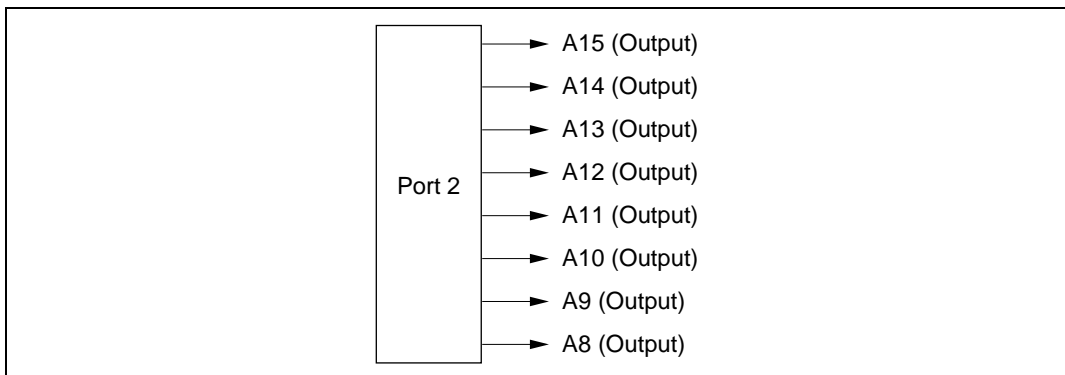 A15 (Output)
A14 (Output)
A13 (Output)
A12 (Output)
Port 2
A11 (Output)
A10 (Output)
A9 (Output)
A8 (Output)